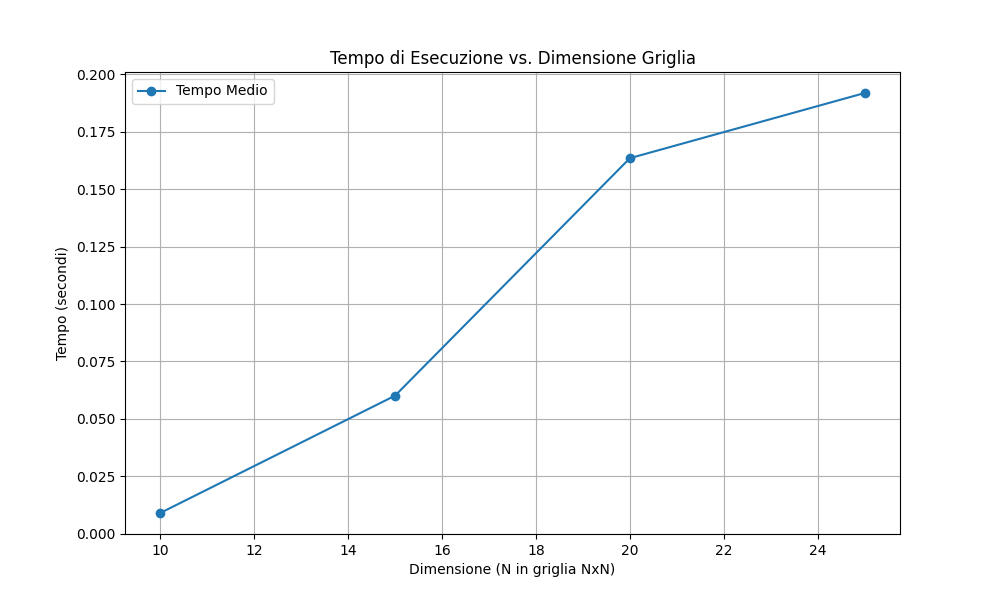 Tempo di Esecuzione vs. Dimensione Griglia
Tempo Medio
0.200
0.175
0.150
0.125
0.100
0.075
0.050
0.025
0.000
Tempo (secondi)
10 12 14 16 18 20 22 24
Dimensione (N in griglia NxN)